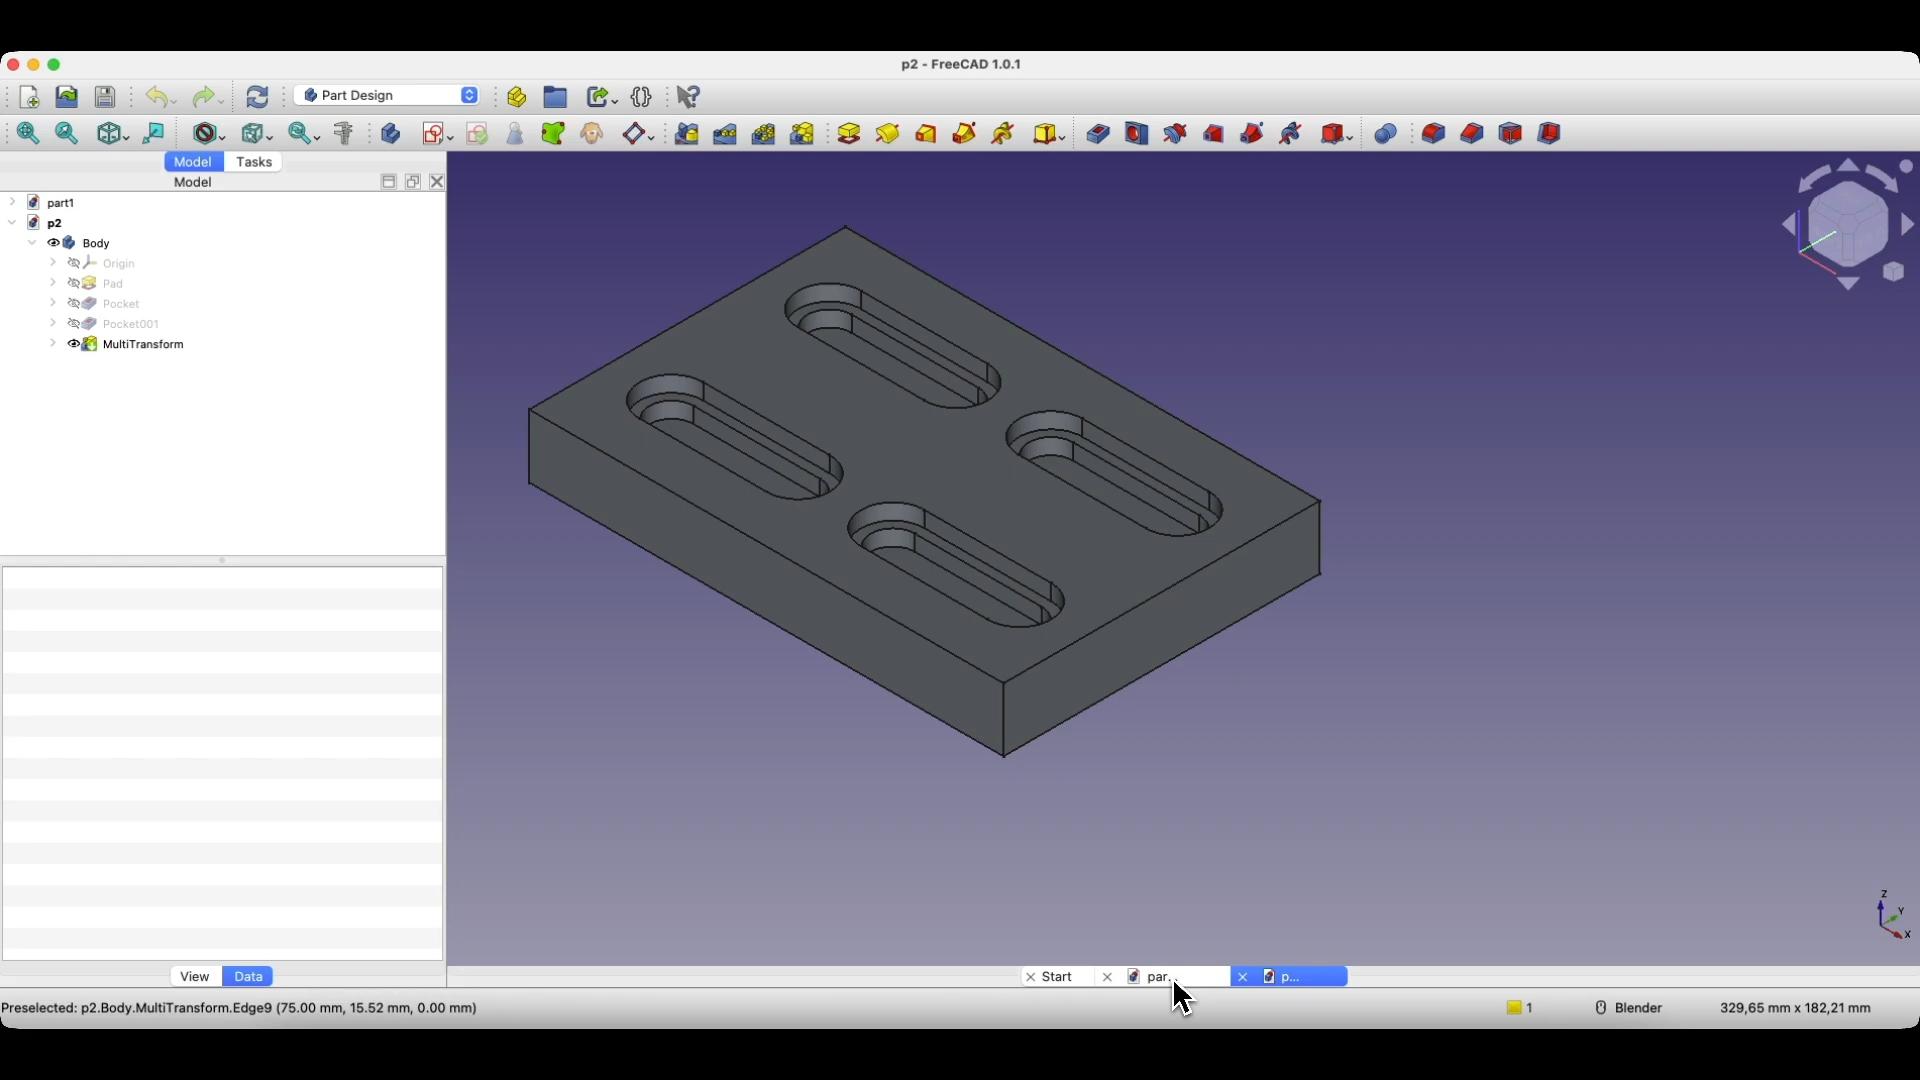 p2 - FreeCAD 1.0.1
Part Design
Model Tasks
Model
part1
p2
Body
Origin
Pad
Pocket
Pocket001
MultiTransform
Z
Y
X
View Data
Start par... p...
Preselected: p2.Body.MultiTransform.Edge9 (75.00 mm, 15.52 mm, 0.00 mm) 1 Blender 329,65 mm x 182,21 mm